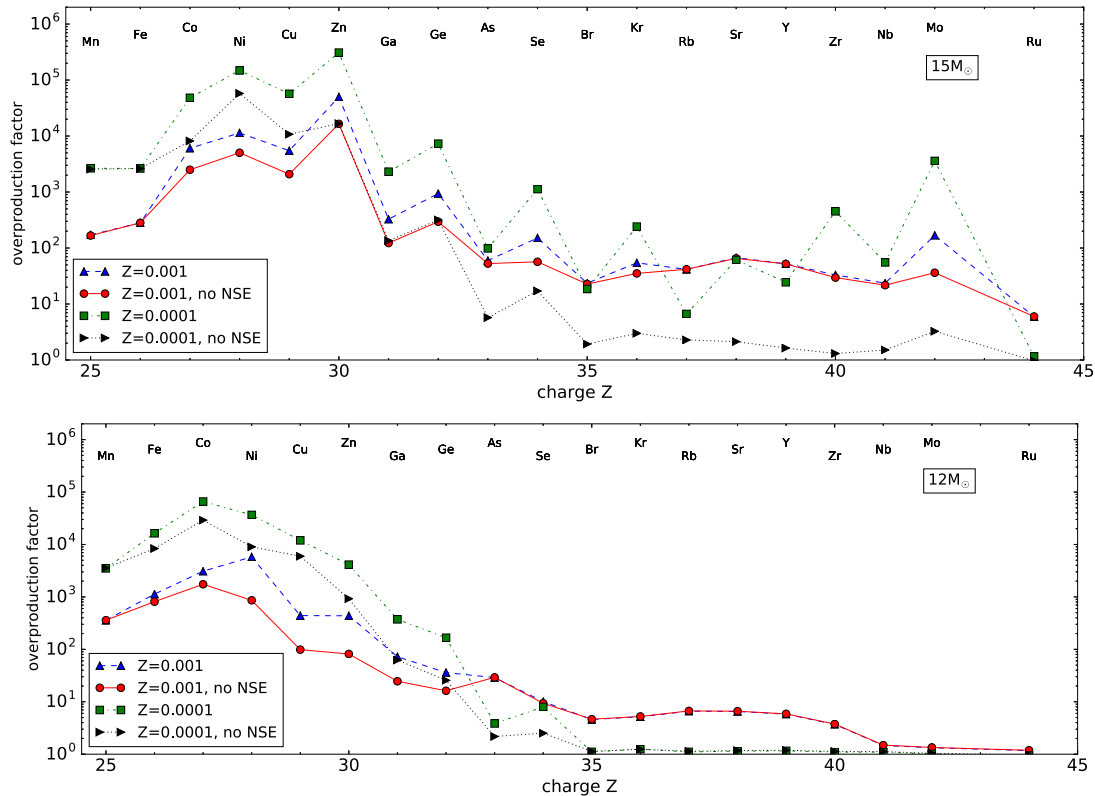 10^6
10^5
10^4
10^3
10^2
10^1
10^0
overproduction factor
Mn Fe Co Ni Cu Zn Ga Ge As Se Br Kr Rb Sr Y Zr Nb Mo Ru
15M☉
Z=0.001
Z=0.001, no NSE
Z=0.0001
Z=0.0001, no NSE
25 30 35 40 45
charge Z
10^6
10^5
10^4
10^3
10^2
10^1
10^0
overproduction factor
Mn Fe Co Ni Cu Zn Ga Ge As Se Br Kr Rb Sr Y Zr Nb Mo Ru
12M☉
Z=0.001
Z=0.001, no NSE
Z=0.0001
Z=0.0001, no NSE
25 30 35 40 45
charge Z